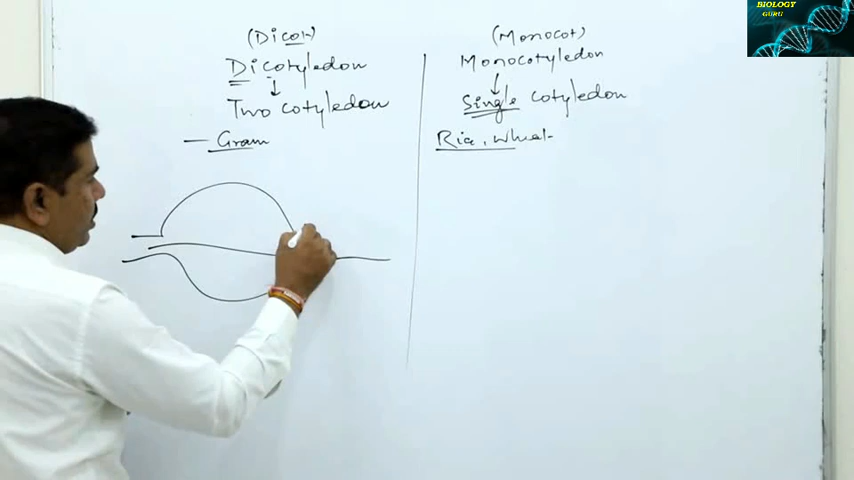 (Dicot)
Dicotyledon
↓
Two cotyledon
— Gram
(Monocot)
Monocotyledon
↓
Single cotyledon
Rice, wheat
BIOLOGY
GURU